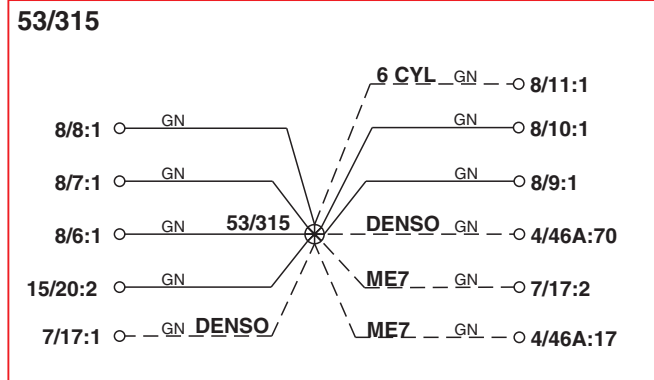 53/315
6 CYL GN 8/11:1
8/8:1 GN GN 8/10:1
8/7:1 GN GN 8/9:1
8/6:1 GN 53/315 DENSO GN 4/46A:70
15/20:2 GN ME7 GN 7/17:2
7/17:1 GN DENSO ME7 GN 4/46A:17